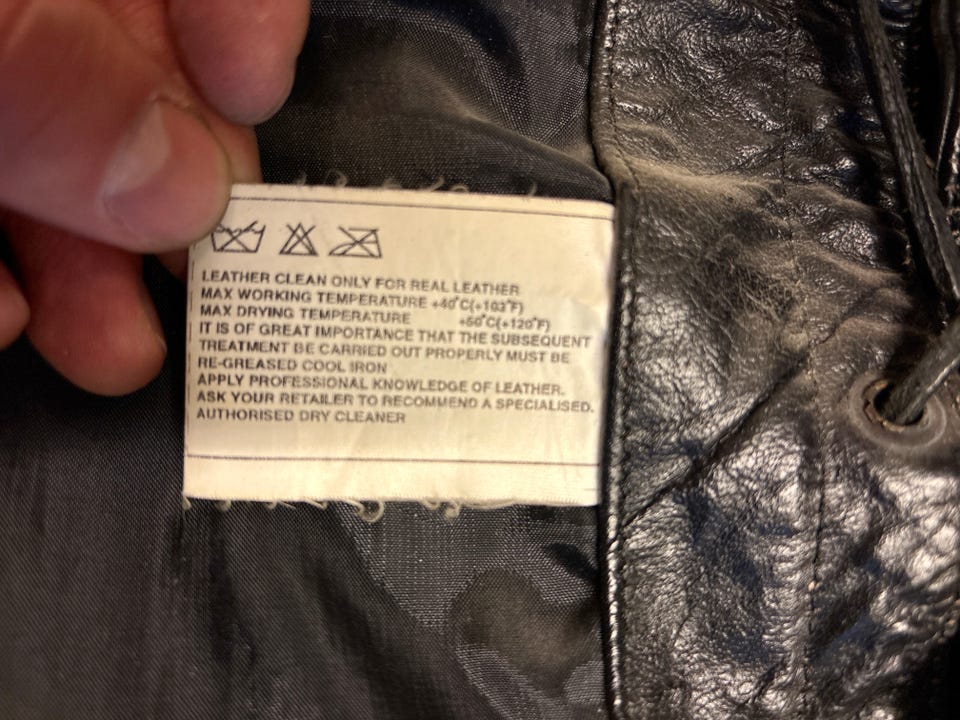 LEATHER CLEAN ONLY FOR REAL LEATHER
MAX WORKING TEMPERATURE +40°C(+102°F)
MAX DRYING TEMPERATURE +50°C(+120°F)
IT IS OF GREAT IMPORTANCE THAT THE SUBSEQUENT
TREATMENT BE CARRIED OUT PROPERLY MUST BE
RE-GREASED COOL IRON
APPLY PROFESSIONAL KNOWLEDGE OF LEATHER.
ASK YOUR RETAILER TO RECOMMEND A SPECIALISED.
AUTHORISED DRY CLEANER